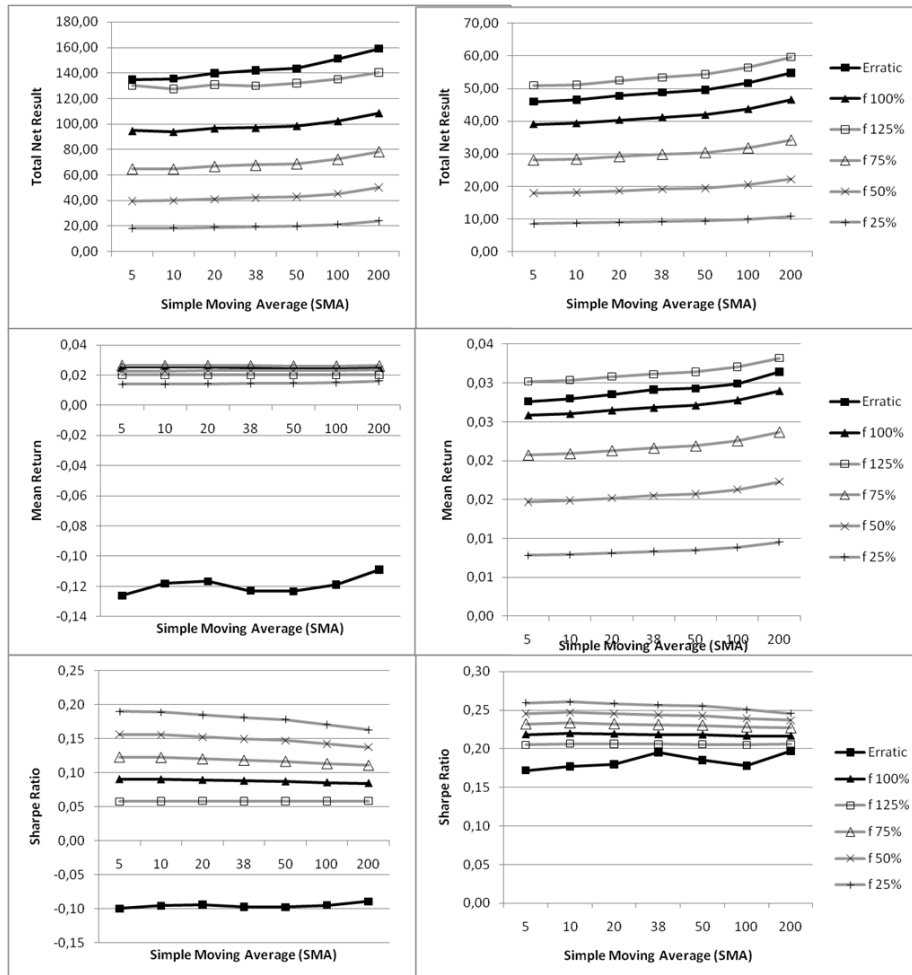 180,00
160,00
140,00
120,00
100,00
80,00
60,00
40,00
20,00
0,00
Total Net Result
5 10 20 38 50 100 200
Simple Moving Average (SMA)
70,00
60,00
50,00
40,00
30,00
20,00
10,00
0,00
Total Net Result
5 10 20 38 50 100 200
Simple Moving Average (SMA)
Erratic
f 100%
f 125%
f 75%
f 50%
f 25%
0,04
0,02
0,00
-0,02
-0,04
-0,06
-0,08
-0,10
-0,12
-0,14
Mean Return
5 10 20 38 50 100 200
Simple Moving Average (SMA)
0,04
0,03
0,03
0,02
0,02
0,01
0,01
0,00
Mean Return
5 10 20 38 50 100 200
Simple Moving Average (SMA)
Erratic
f 100%
f 125%
f 75%
f 50%
f 25%
0,25
0,20
0,15
0,10
0,05
0,00
-0,05
-0,10
-0,15
Sharpe Ratio
5 10 20 38 50 100 200
Simple Moving Average (SMA)
0,30
0,25
0,20
0,15
0,10
0,05
0,00
Sharpe Ratio
5 10 20 38 50 100 200
Simple Moving Average (SMA)
Erratic
f 100%
f 125%
f 75%
f 50%
f 25%